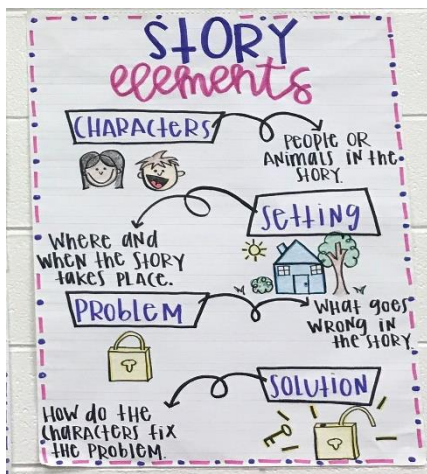 STORY
elements
CHARACTERS
PEOPLE OR
ANIMALS IN the
STORY.
SEttING
WHERE AND
WHEN tHE StORY
tAKES PLACE.
PROBLEM
WHAt goes
WRONG IN
tHE StORY.
SOLUTION
HOW do tHE
CHARACTERS fIX
tHE PROBLEM.